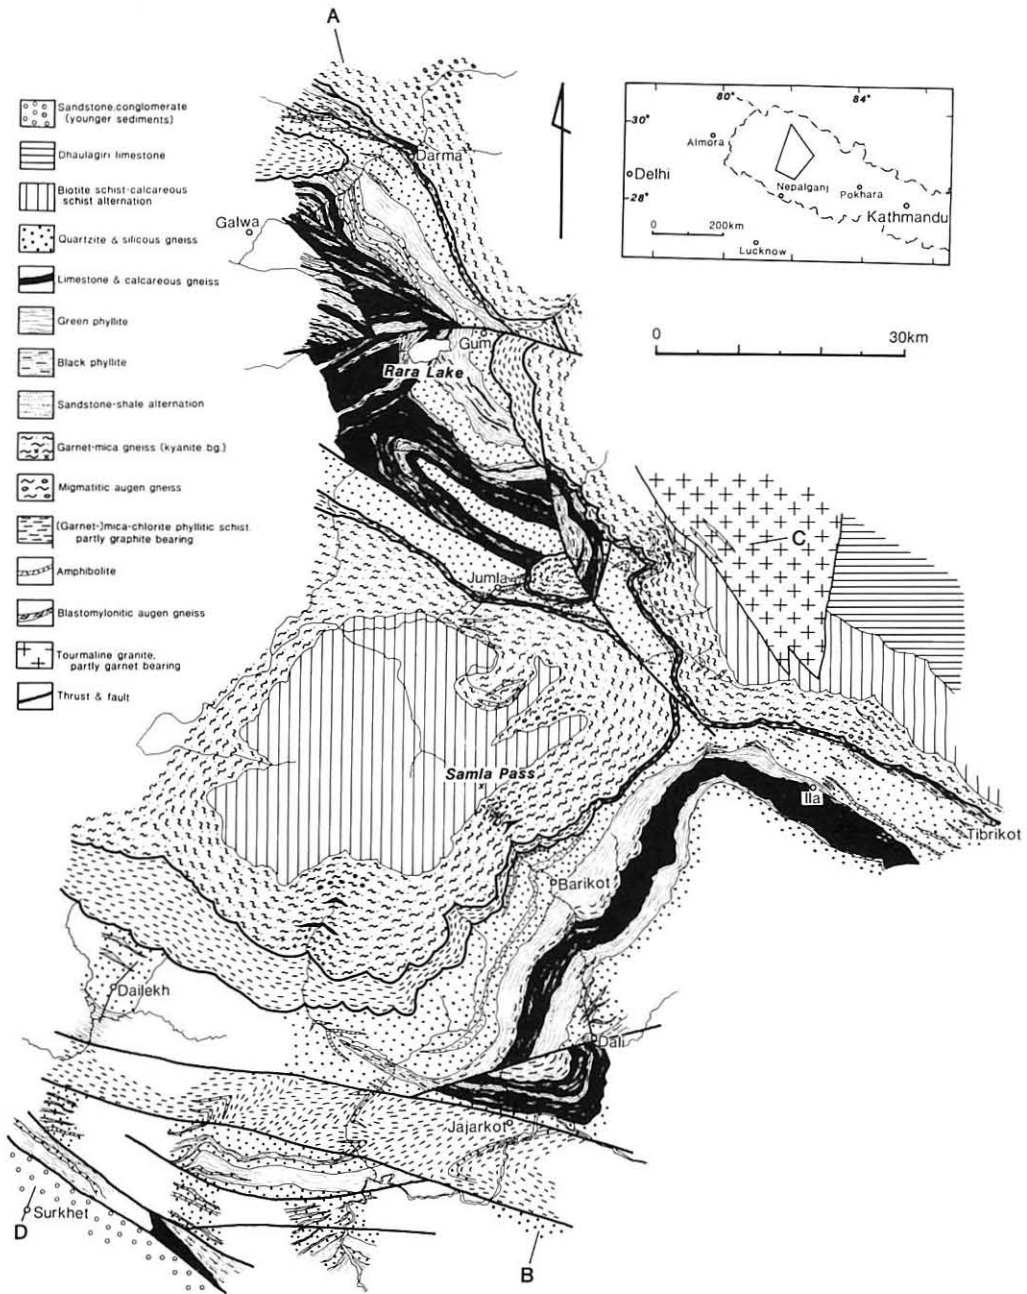 A
Sandstone, conglomerate
(younger sediments)
Dhaulagiri limestone
Biotite schist-calcareous
schist alternation
Quartzite & silicous gneiss
Limestone & calcareous gneiss
Green phyllite
Black phyllite
Sandstone-shale alternation
Garnet-mica gneiss (kyanite bg.)
Migmatitic augen gneiss
(Garnet-)mica-chlorite phyllitic schist.
partly graphite bearing
Amphibolite
Blastomylonitic augen gneiss
Tourmaline granite,
partly garnet bearing
Thrust & fault
80°
84°
30°
Almora
Delhi
28°
Nepalganj
Pokhara
Kathmandu
0 200km
Lucknow
0 30km
Darma
Galwa
Gum
Rara Lake
C
Jumla
Samla Pass
Ila
Tibrikot
Barikot
Dailekh
Dali
Jajarkot
Surkhet
D
B